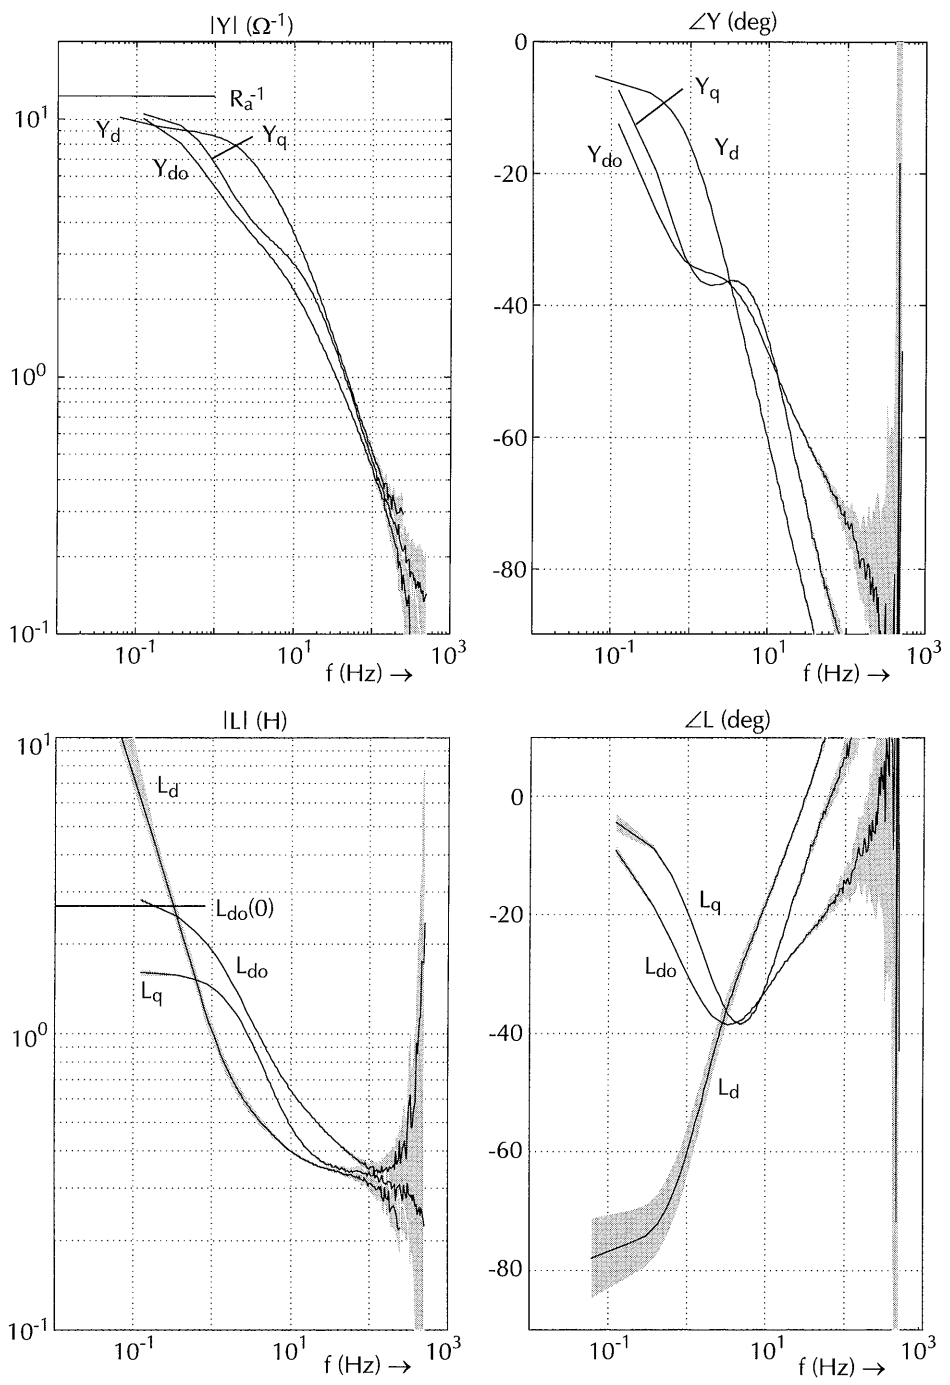 |Y| (Ω⁻¹)
10¹
10⁰
10⁻¹
Rₐ⁻¹
Y_d
Y_q
Y_do
10⁻¹ 10¹ 10³
f (Hz) →
∠Y (deg)
0
-20
-40
-60
-80
Y_q
Y_do
Y_d
10⁻¹ 10¹ 10² 10³
f (Hz) →
|L| (H)
10¹
10⁰
10⁻¹
L_d
L_do(0)
L_do
L_q
10⁻¹ 10¹ 10² 10³
f (Hz) →
∠L (deg)
0
-20
-40
-60
-80
L_q
L_do
L_d
10⁻¹ 10¹ 10² 10³
f (Hz) →